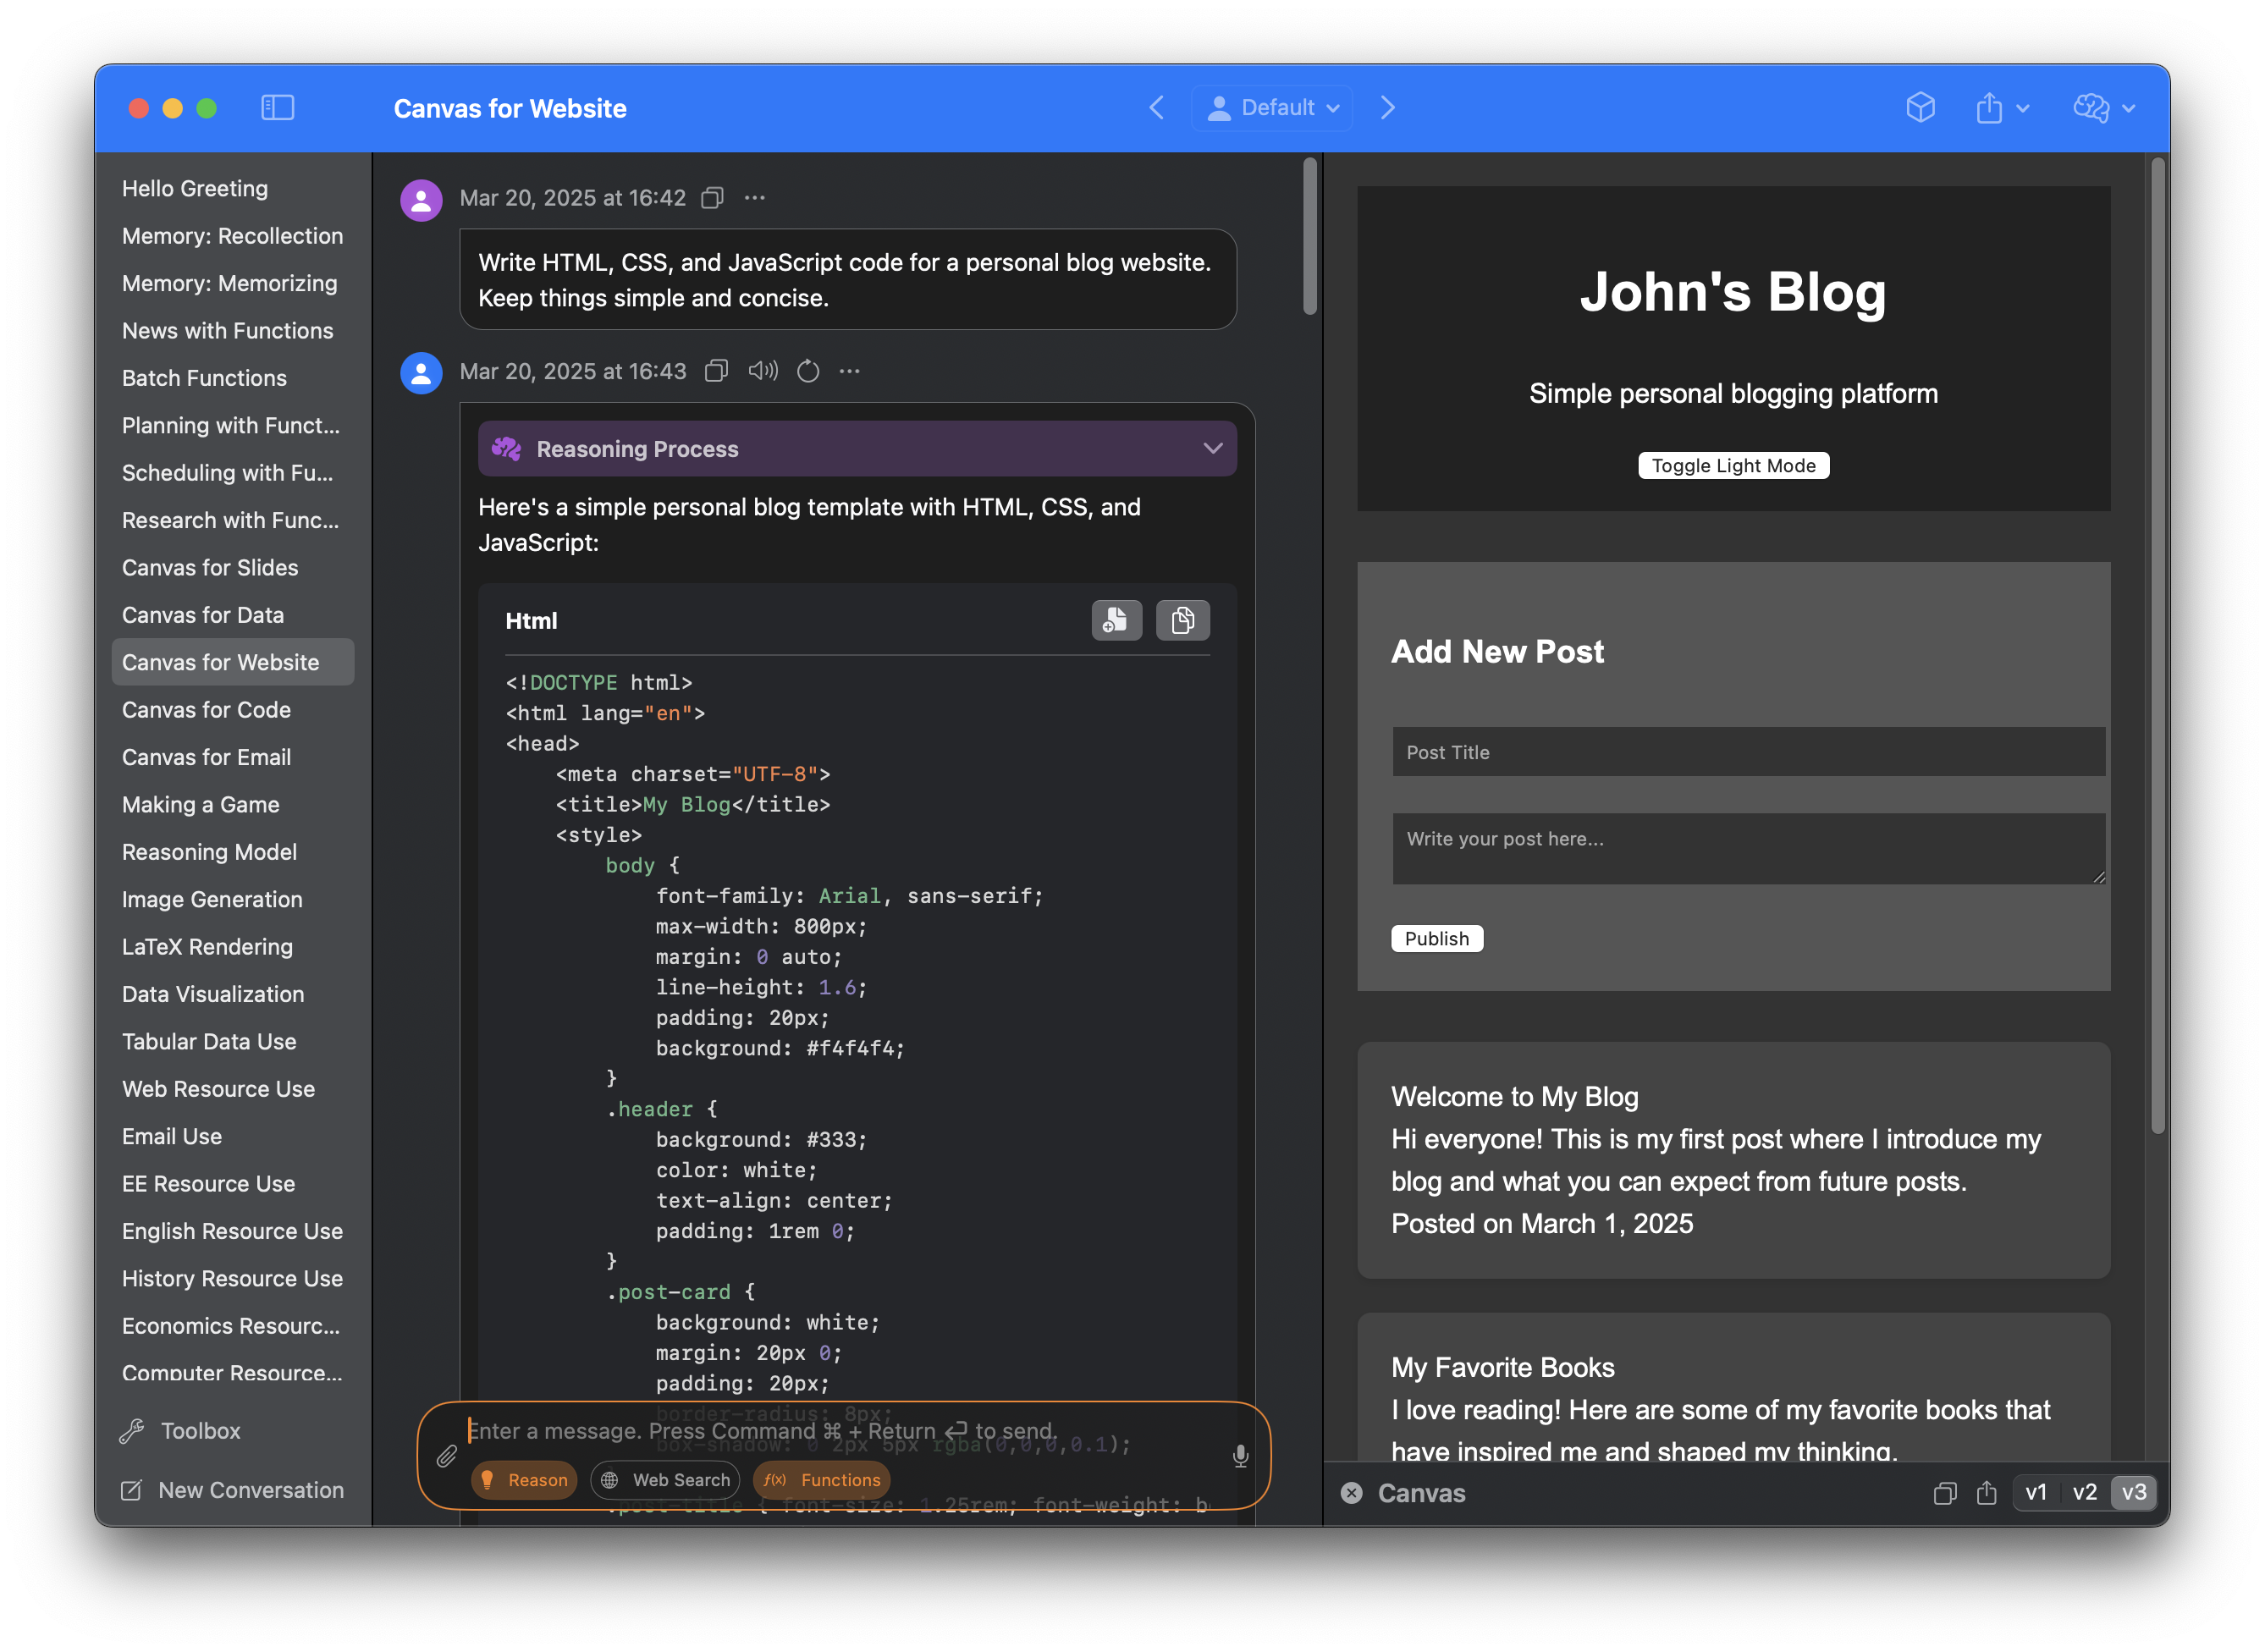 Canvas for Website
Default
Hello Greeting
Memory: Recollection
Memory: Memorizing
News with Functions
Batch Functions
Planning with Funct...
Scheduling with Fu...
Research with Func...
Canvas for Slides
Canvas for Data
Canvas for Website
Canvas for Code
Canvas for Email
Making a Game
Reasoning Model
Image Generation
LaTeX Rendering
Data Visualization
Tabular Data Use
Web Resource Use
Email Use
EE Resource Use
English Resource Use
History Resource Use
Economics Resourc...
Computer Resource...
Toolbox
New Conversation
Mar 20, 2025 at 16:42
Write HTML, CSS, and JavaScript code for a personal blog website.
Keep things simple and concise.
Mar 20, 2025 at 16:43
Reasoning Process
Here's a simple personal blog template with HTML, CSS, and
JavaScript:
Html
<!DOCTYPE html>
<html lang="en">
<head>
<meta charset="UTF-8">
<title>My Blog</title>
<style>
body {
font-family: Arial, sans-serif;
max-width: 800px;
margin: 0 auto;
line-height: 1.6;
padding: 20px;
background: #f4f4f4;
}
.header {
background: #333;
color: white;
text-align: center;
padding: 1rem 0;
}
.post-card {
background: white;
margin: 20px 0;
padding: 20px;
border-radius: 8px;
Enter a message. Press Command ⌘ + Return ↩ to send.
box-shadow: 0 2px 5px rgba(0,0,0,0.1);
Reason
Web Search
f(x) Functions
.post-title { font-size: 1.25rem; font-weight: b
John's Blog
Simple personal blogging platform
Toggle Light Mode
Add New Post
Post Title
Write your post here...
Publish
Welcome to My Blog
Hi everyone! This is my first post where I introduce my
blog and what you can expect from future posts.
Posted on March 1, 2025
My Favorite Books
I love reading! Here are some of my favorite books that
have inspired me and shaped my thinking.
Canvas
v1 v2 v3